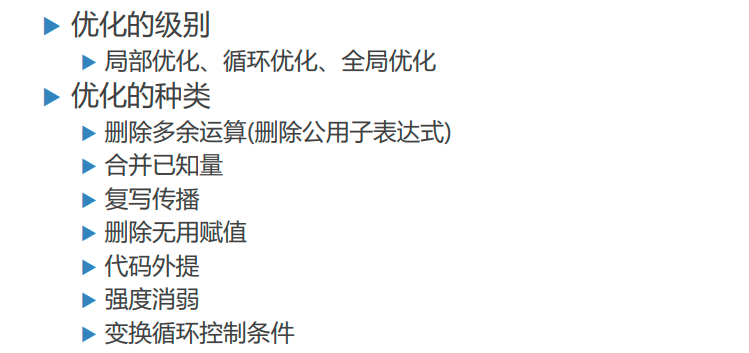 优化的级别
局部优化、循环优化、全局优化
优化的种类
删除多余运算(删除公用子表达式)
合并已知量
复写传播
删除无用赋值
代码外提
强度消弱
变换循环控制条件